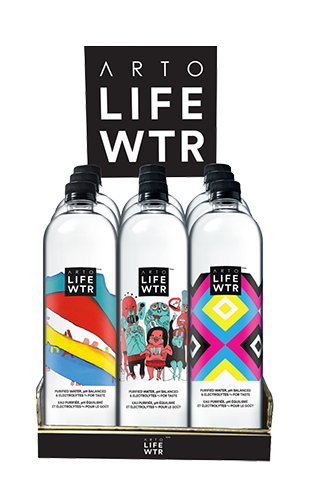 ARTO
LIFE
WTR
ARTO
LIFE
WTR
PURIFIED WATER, pH BALANCED
& ELECTROLYTES FOR TASTE
EAU PURIFIÉE, pH ÉQUILIBRÉ
ET ÉLECTROLYTES POUR LE GOÛT
ARTO
LIFE
WTR
PURIFIED WATER, pH BALANCED
& ELECTROLYTES FOR TASTE
EAU PURIFIÉE, pH ÉQUILIBRÉ
ET ÉLECTROLYTES POUR LE GOÛT
ARTO
LIFE
WTR
PURIFIED WATER, pH BALANCED
& ELECTROLYTES FOR TASTE
EAU PURIFIÉE, pH ÉQUILIBRÉ
ET ÉLECTROLYTES POUR LE GOÛT
ARTO
LIFE
WTR